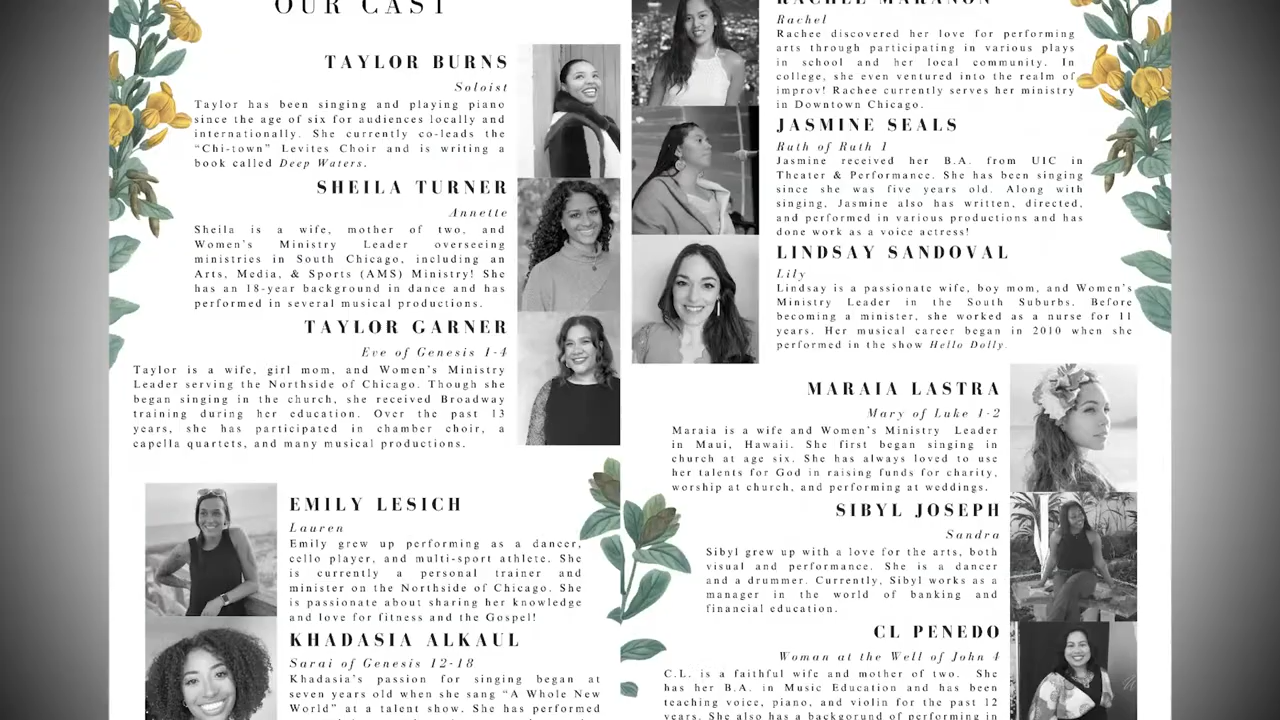 OUR CAST
TAYLOR BURNS
Soloist
Taylor has been singing and playing piano
since the age of six for audiences locally and
internationally. She currently co-leads the
“Chi-town” Levites Choir and is writing a
book called Deep Waters.
SHEILA TURNER
Annette
Sheila is a wife, mother of two, and
Women’s Ministry Leader overseeing
ministries in South Chicago, including an
Arts, Media, & Sports (AMS) Ministry! She
has an 18-year background in dance and has
performed in several musical productions.
TAYLOR GARNER
Eve of Genesis 1-4
Taylor is a wife, girl mom, and Women’s Ministry
Leader serving the Northside of Chicago. Though she
began singing in the church, she received Broadway
training during her education. Over the past 13
years, she has participated in chamber choir, a
capella quartets, and many musical productions.
EMILY LESICH
Lauren
Emily grew up performing as a dancer,
cello player, and multi-sport athlete. She
is currently a personal trainer and
minister on the Northside of Chicago. She
is passionate about sharing her knowledge
and love for fitness and the Gospel!
KHADASIA ALKAUL
Sarai of Genesis 12-18
Khadasia’s passion for singing began at
seven years old when she sang “A Whole New
World” at a talent show. She has performed
RACHEE MARANON
Rachel
Rachee discovered her love for performing
arts through participating in various plays
in school and her local community. In
college, she even ventured into the realm of
improv! Rachee currently serves her ministry
in Downtown Chicago.
JASMINE SEALS
Ruth of Ruth 1
Jasmine received her B.A. from UIC in
Theater & Performance. She has been singing
since she was five years old. Along with
singing, Jasmine also has written, directed,
and performed in various productions and has
done work as a voice actress!
LINDSAY SANDOVAL
Lily
Lindsay is a passionate wife, boy mom, and Women’s
Ministry Leader in the South Suburbs. Before
becoming a minister, she worked as a nurse for 11
years. Her musical career began in 2010 when she
performed in the show Hello Dolly.
MARAIA LASTRA
Mary of Luke 1-2
Maraia is a wife and Women’s Ministry Leader
in Maui, Hawaii. She first began singing in
church at age six. She has always loved to use
her talents for God in raising funds for charity,
worship at church, and performing at weddings.
SIBYL JOSEPH
Sandra
Sibyl grew up with a love for the arts, both
visual and performance. She is a dancer
and a drummer. Currently, Sibyl works as a
manager in the world of banking and
financial education.
CL PENEDO
Woman at the Well of John 4
C.L. is a faithful wife and mother of two. She
has her B.A. in Music Education and has been
teaching voice, piano, and violin for the past 12
years. She also has a background of performing in